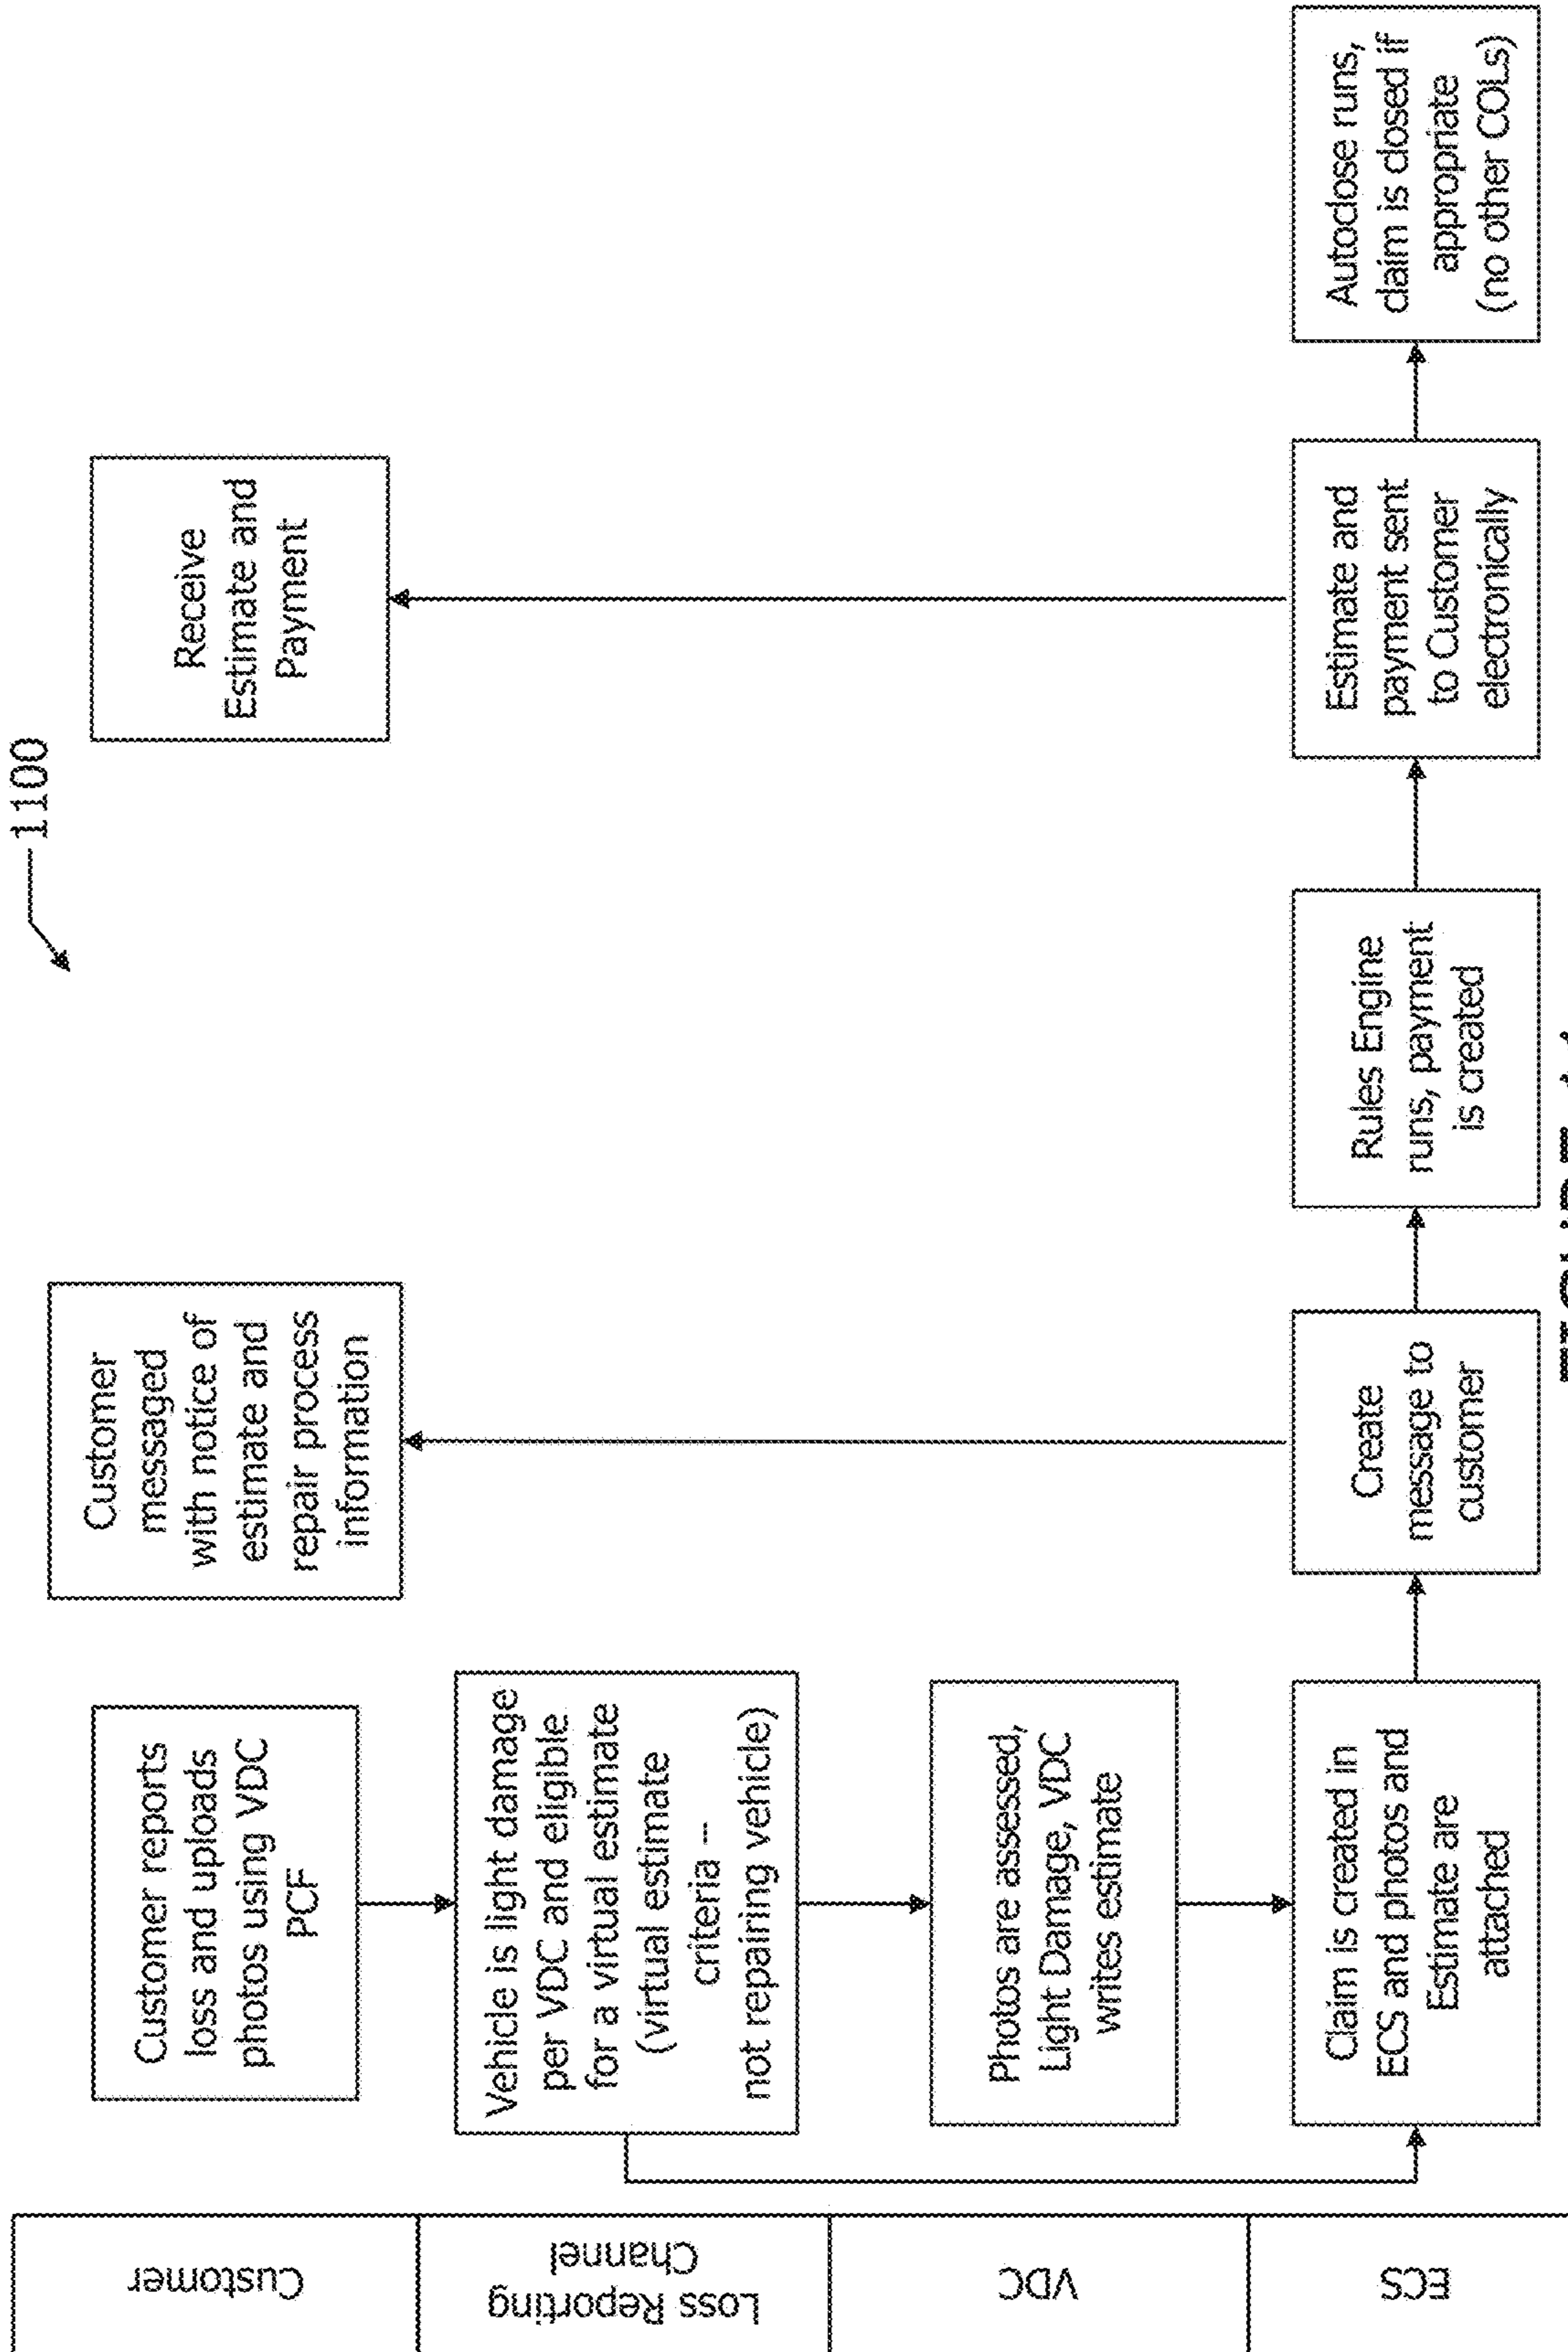 1100
Customer
Customer reports
loss and uploads
photos using VDC
PCF
Customer
messaged
with notice of
estimate and
repair process
information
Receive
Estimate and
Payment
Loss Reporting
Channel
Vehicle is light damage
per VDC and eligible
for a virtual estimate
(virtual estimate
criteria --
not repairing vehicle)
VDC
Photos are assessed,
Light Damage, VDC
writes estimate
ECS
Claim is created in
ECS and photos and
Estimate are
attached
Create
message to
customer
Rules Engine
runs, payment
is created
Estimate and
payment sent
to Customer
electronically
Autoclose runs,
claim is closed if
appropriate
(no other COLs)